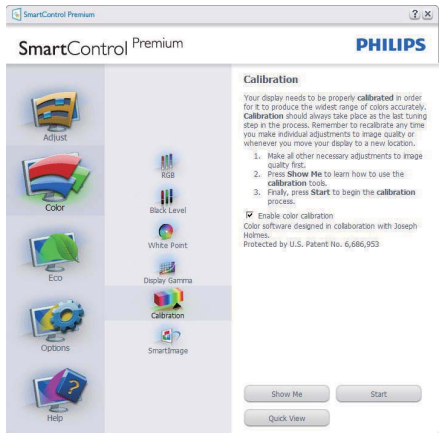 SmartControl Premium
? ×
SmartControl Premium
PHILIPS
Adjust
Color
Eco
Options
Help
RGB
Black Level
White Point
Display Gamma
Calibration
SmartImage
Calibration
Your display needs to be properly calibrated in order
for it to produce the widest range of colors accurately.
Calibration should always take place as the last tuning
step in the process. Remember to recalibrate any time
you make individual adjustments to image quality or
whenever you move your display to a new location.
1. Make all other necessary adjustments to image
quality first.
2. Press Show Me to learn how to use the
calibration tools.
3. Finally, press Start to begin the calibration
process.
Enable color calibration
Color software designed in collaboration with Joseph
Holmes.
Protected by U.S. Patent No. 6,686,953
Show Me
Start
Quick View